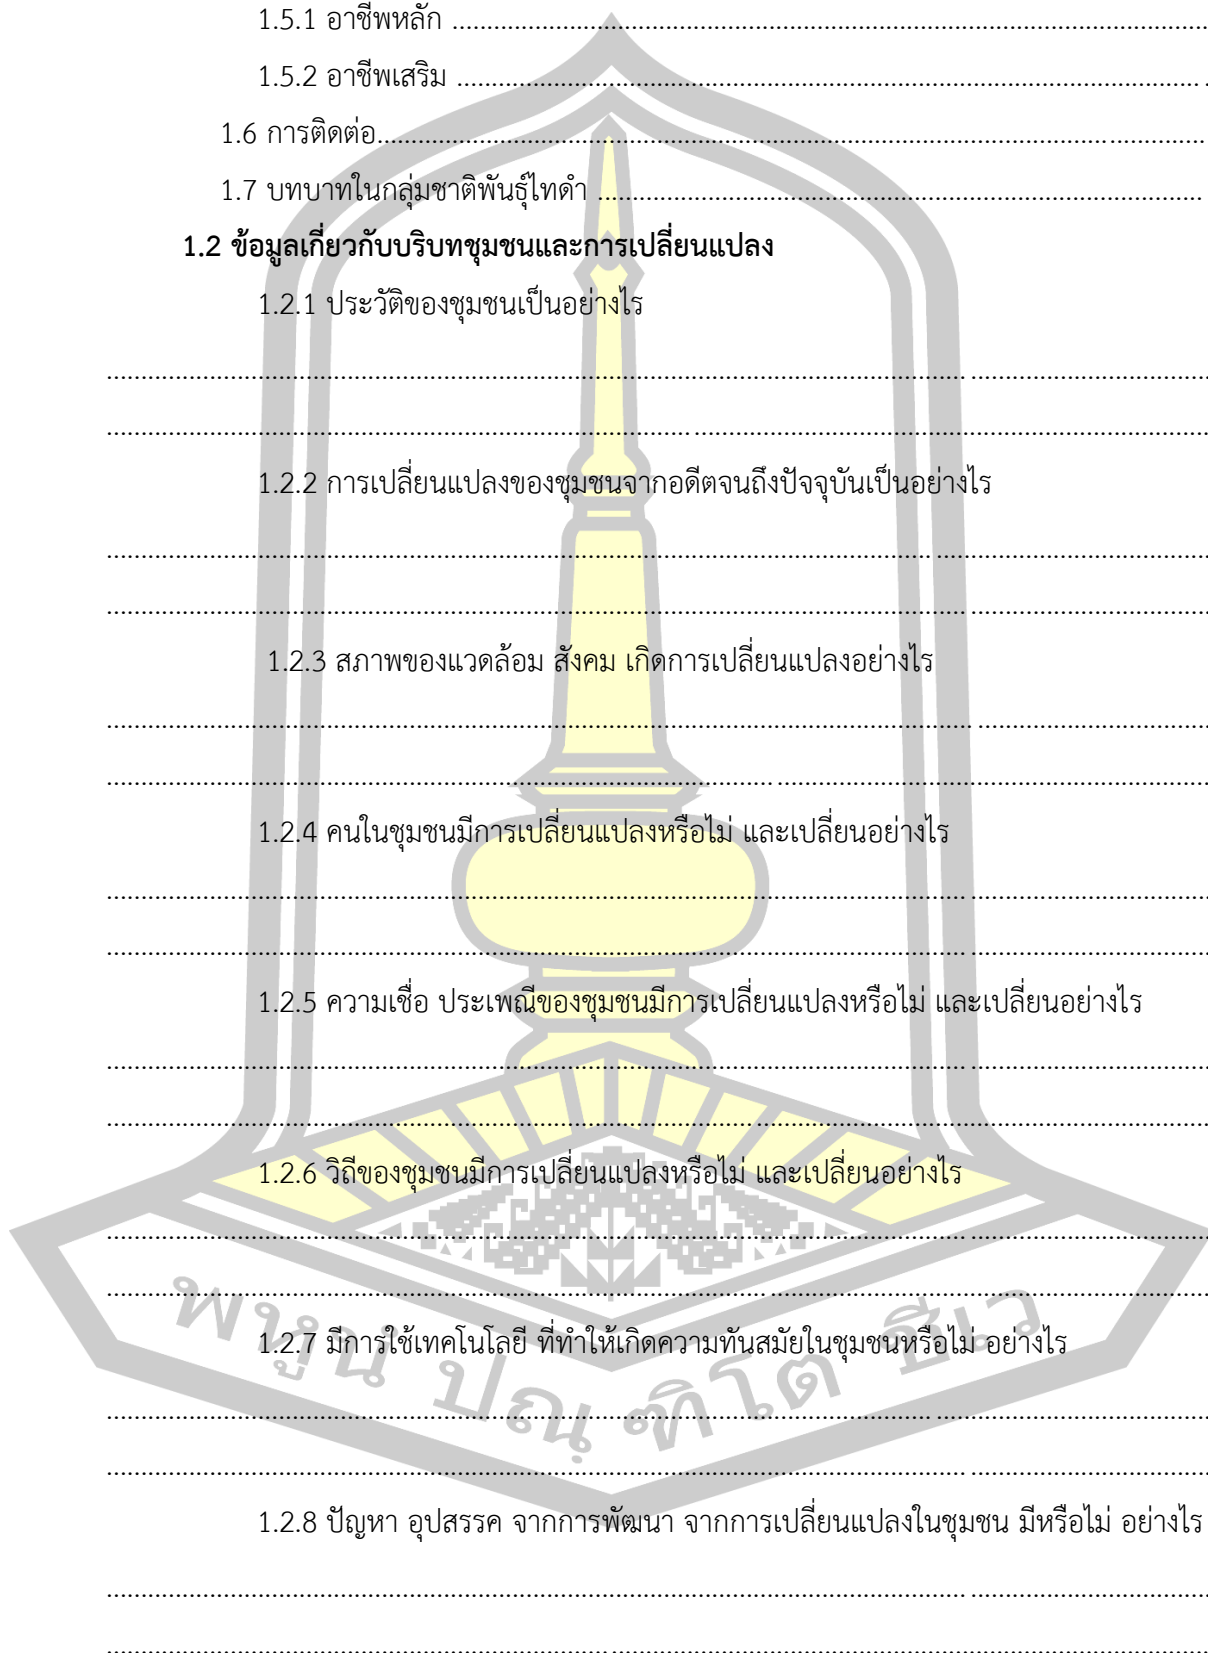 1.5.1 อาชีพหลัก ........................................................................
1.5.2 อาชีพเสริม ........................................................................
1.6 การติดต่อ........................................................................
1.7 บทบาทในกลุ่มชาติพันธุ์ไทดำ ........................................................................
1.2 ข้อมูลเกี่ยวกับบริบทชุมชนและการเปลี่ยนแปลง
1.2.1 ประวัติของชุมชนเป็นอย่างไร
........................................................................
........................................................................
1.2.2 การเปลี่ยนแปลงของชุมชนจากอดีตจนถึงปัจจุบันเป็นอย่างไร
........................................................................
........................................................................
1.2.3 สภาพของแวดล้อม สังคม เกิดการเปลี่ยนแปลงอย่างไร
........................................................................
........................................................................
1.2.4 คนในชุมชนมีการเปลี่ยนแปลงหรือไม่ และเปลี่ยนอย่างไร
........................................................................
........................................................................
1.2.5 ความเชื่อ ประเพณีของชุมชนมีการเปลี่ยนแปลงหรือไม่ และเปลี่ยนอย่างไร
........................................................................
........................................................................
1.2.6 วิถีของชุมชนมีการเปลี่ยนแปลงหรือไม่ และเปลี่ยนอย่างไร
........................................................................
........................................................................
1.2.7 มีการใช้เทคโนโลยี ที่ทำให้เกิดความทันสมัยในชุมชนหรือไม่ อย่างไร
........................................................................
........................................................................
1.2.8 ปัญหา อุปสรรค จากการพัฒนา จากการเปลี่ยนแปลงในชุมชน มีหรือไม่ อย่างไร
........................................................................
........................................................................
พหูน ปณฺฑิโต ชีเว